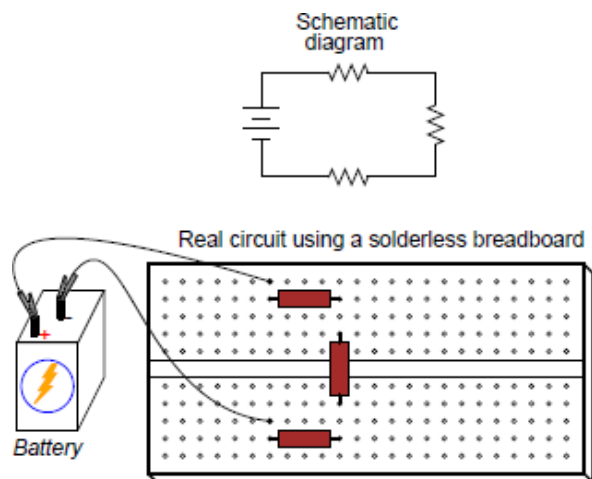 Schematic
diagram
Real circuit using a solderless breadboard
+
-
Battery